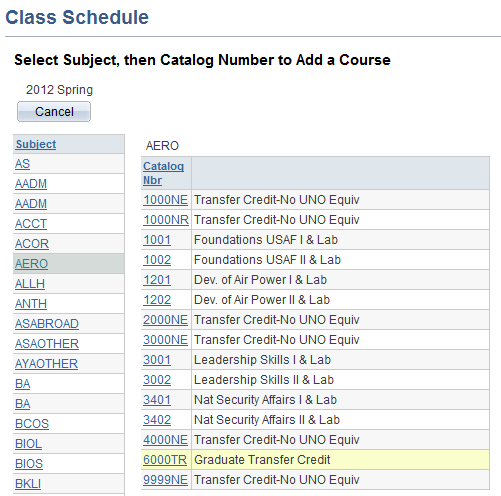 Class Schedule
Select Subject, then Catalog Number to Add a Course
2012 Spring
Cancel
Subject
AS
AADM
AADM
ACCT
ACOR
AERO
ALLH
ANTH
ASABROAD
ASAOTHER
AYAOTHER
BA
BA
BCOS
BIOL
BIOS
BKLI
AERO
Catalog
Nbr
1000NE Transfer Credit-No UNO Equiv
1000NR Transfer Credit-No UNO Equiv
1001 Foundations USAF I & Lab
1002 Foundations USAF II & Lab
1201 Dev. of Air Power I & Lab
1202 Dev. of Air Power II & Lab
2000NE Transfer Credit-No UNO Equiv
3000NE Transfer Credit-No UNO Equiv
3001 Leadership Skills I & Lab
3002 Leadership Skills II & Lab
3401 Nat Security Affairs I & Lab
3402 Nat Security Affairs II & Lab
4000NE Transfer Credit-No UNO Equiv
6000TR Graduate Transfer Credit
9999NE Transfer Credit-No UNO Equiv